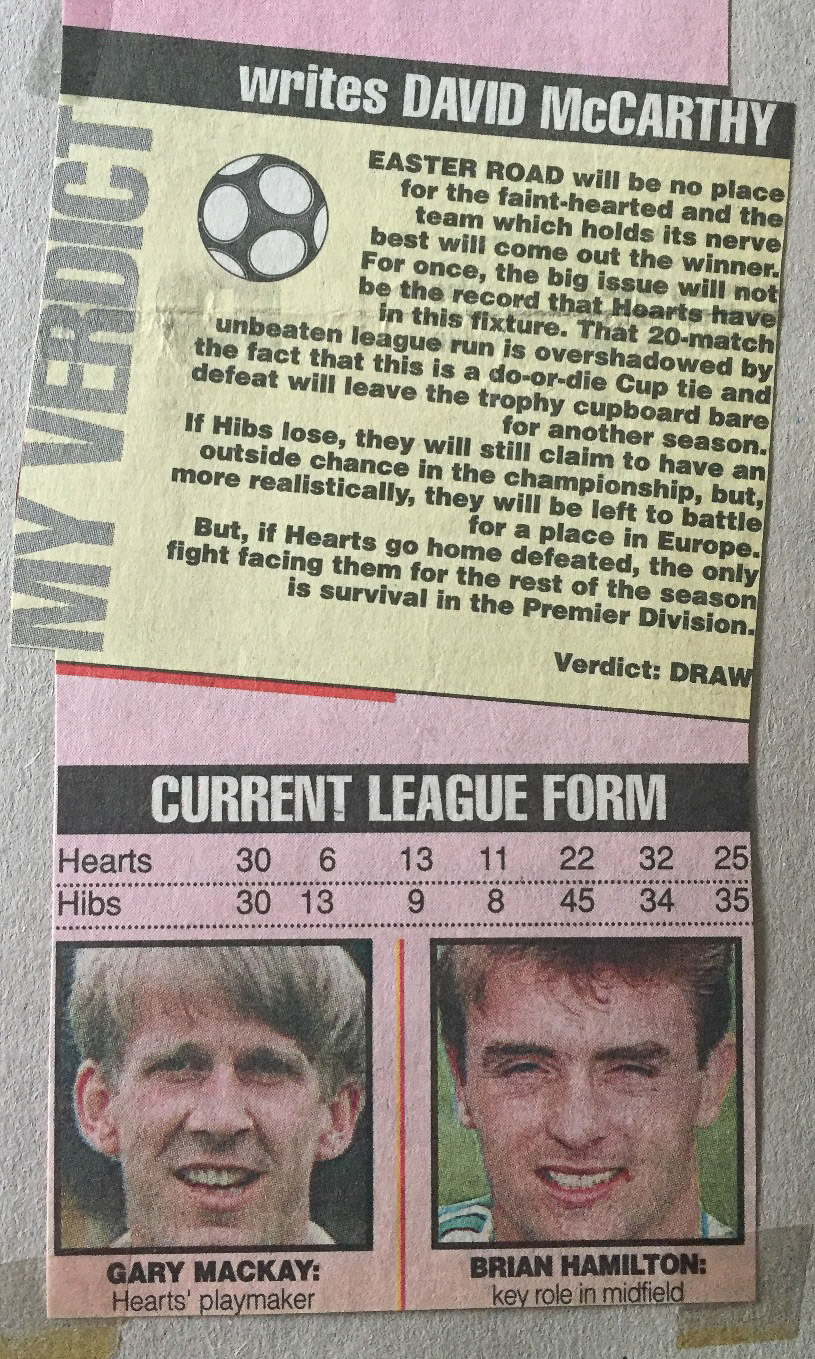 writes DAVID McCARTHY
MY VERDICT
EASTER ROAD will be no place
for the faint-hearted and the
team which holds its nerve
best will come out the winner.
For once, the big issue will not
be the record that Hearts have
in this fixture. That 20-match
unbeaten league run is overshadowed by
the fact that this is a do-or-die Cup tie and
defeat will leave the trophy cupboard bare
for another season.
If Hibs lose, they will still claim to have an
outside chance in the championship, but,
more realistically, they will be left to battle
for a place in Europe.
But, if Hearts go home defeated, the only
fight facing them for the rest of the season
is survival in the Premier Division.
Verdict: DRAW
CURRENT LEAGUE FORM
Hearts 30 6 13 11 22 32 25
Hibs 30 13 9 8 45 34 35
GARY MACKAY:
Hearts' playmaker
BRIAN HAMILTON:
key role in midfield